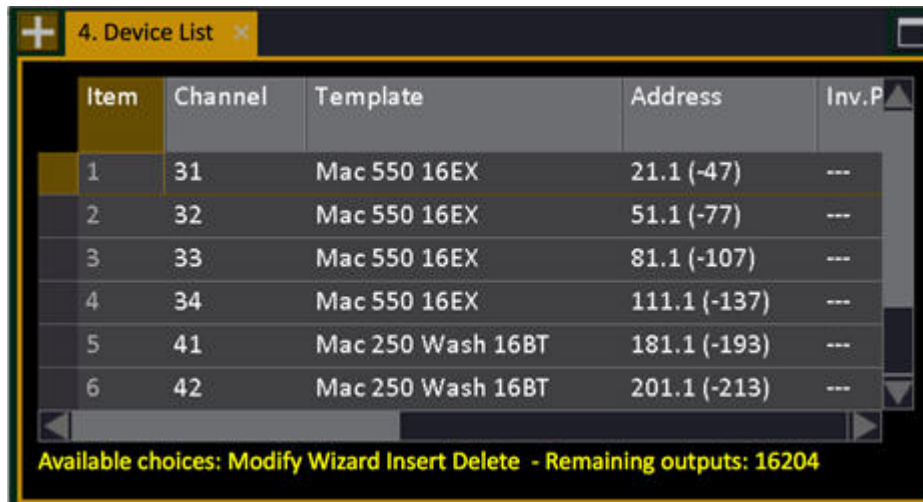 4. Device List
Item Channel Template Address Inv.P
1 31 Mac 550 16EX 21.1 (-47) ---
2 32 Mac 550 16EX 51.1 (-77) ---
3 33 Mac 550 16EX 81.1 (-107) ---
4 34 Mac 550 16EX 111.1 (-137) ---
5 41 Mac 250 Wash 16BT 181.1 (-193) ---
6 42 Mac 250 Wash 16BT 201.1 (-213) ---
Available choices: Modify Wizard Insert Delete - Remaining outputs: 16204